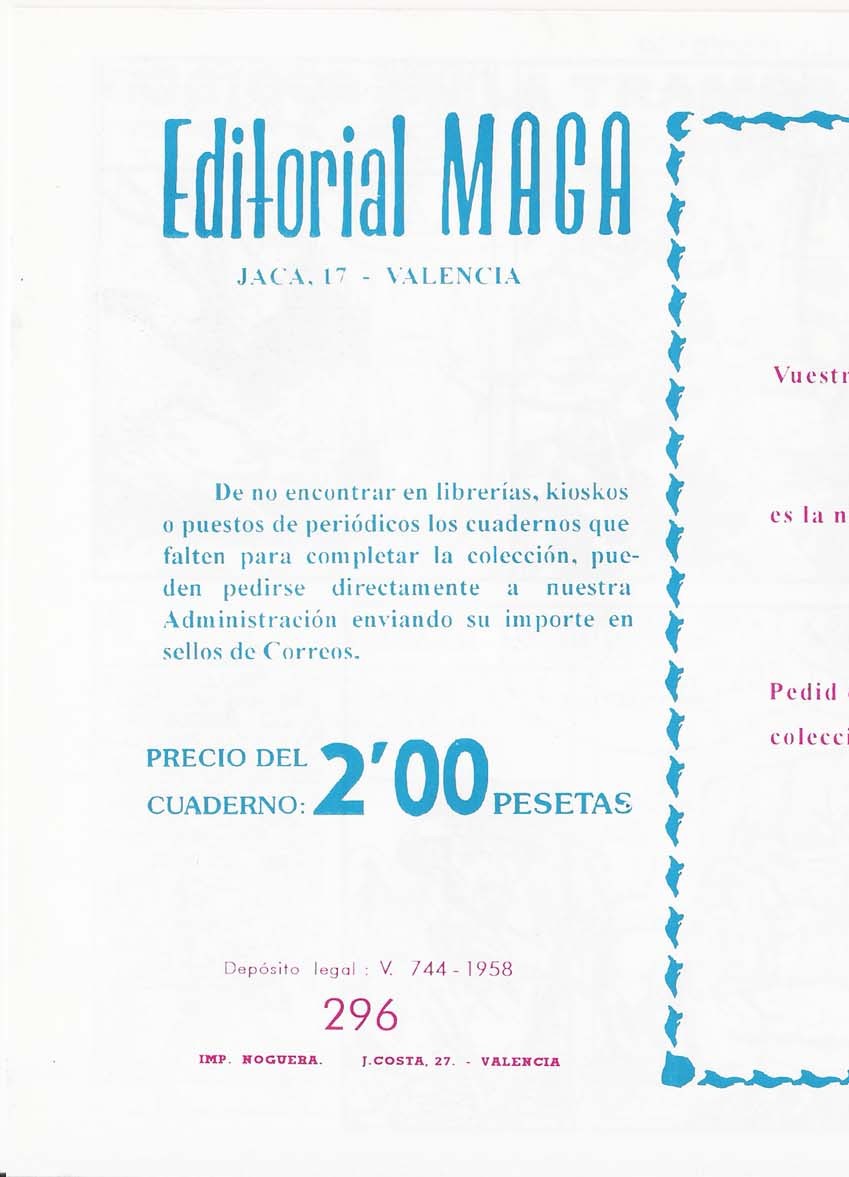 Editorial MAGA
JACA, 17 - VALENCIA
De no encontrar en librerías, kioskos
o puestos de periódicos los cuadernos que
falten para completar la colección, pue-
den pedirse directamente a nuestra
Administración enviando su importe en
sellos de Correos.
PRECIO DEL
CUADERNO: 2'00 PESETAS
Depósito legal : V. 744 - 1958
296
IMP. NOGUERA. J.COSTA, 27. - VALENCIA
Vuestr
es la n
Pedid
colecci